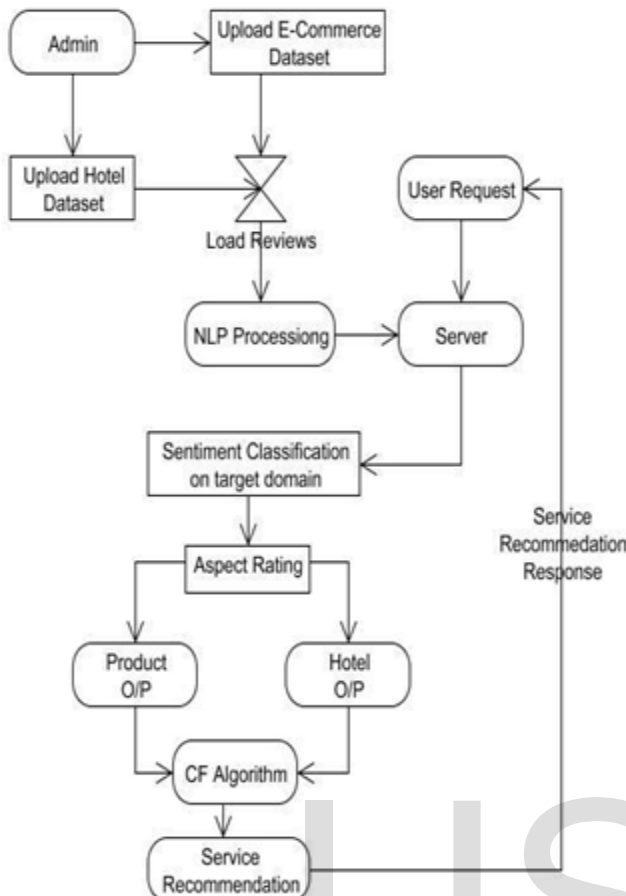 Admin
Upload E-Commerce
Dataset
Upload Hotel
Dataset
User Request
Load Reviews
NLP Processiong
Server
Sentiment Classification
on target domain
Service
Recommedation
Response
Aspect Rating
Product
O/P
Hotel
O/P
CF Algorithm
Service
Recommendation